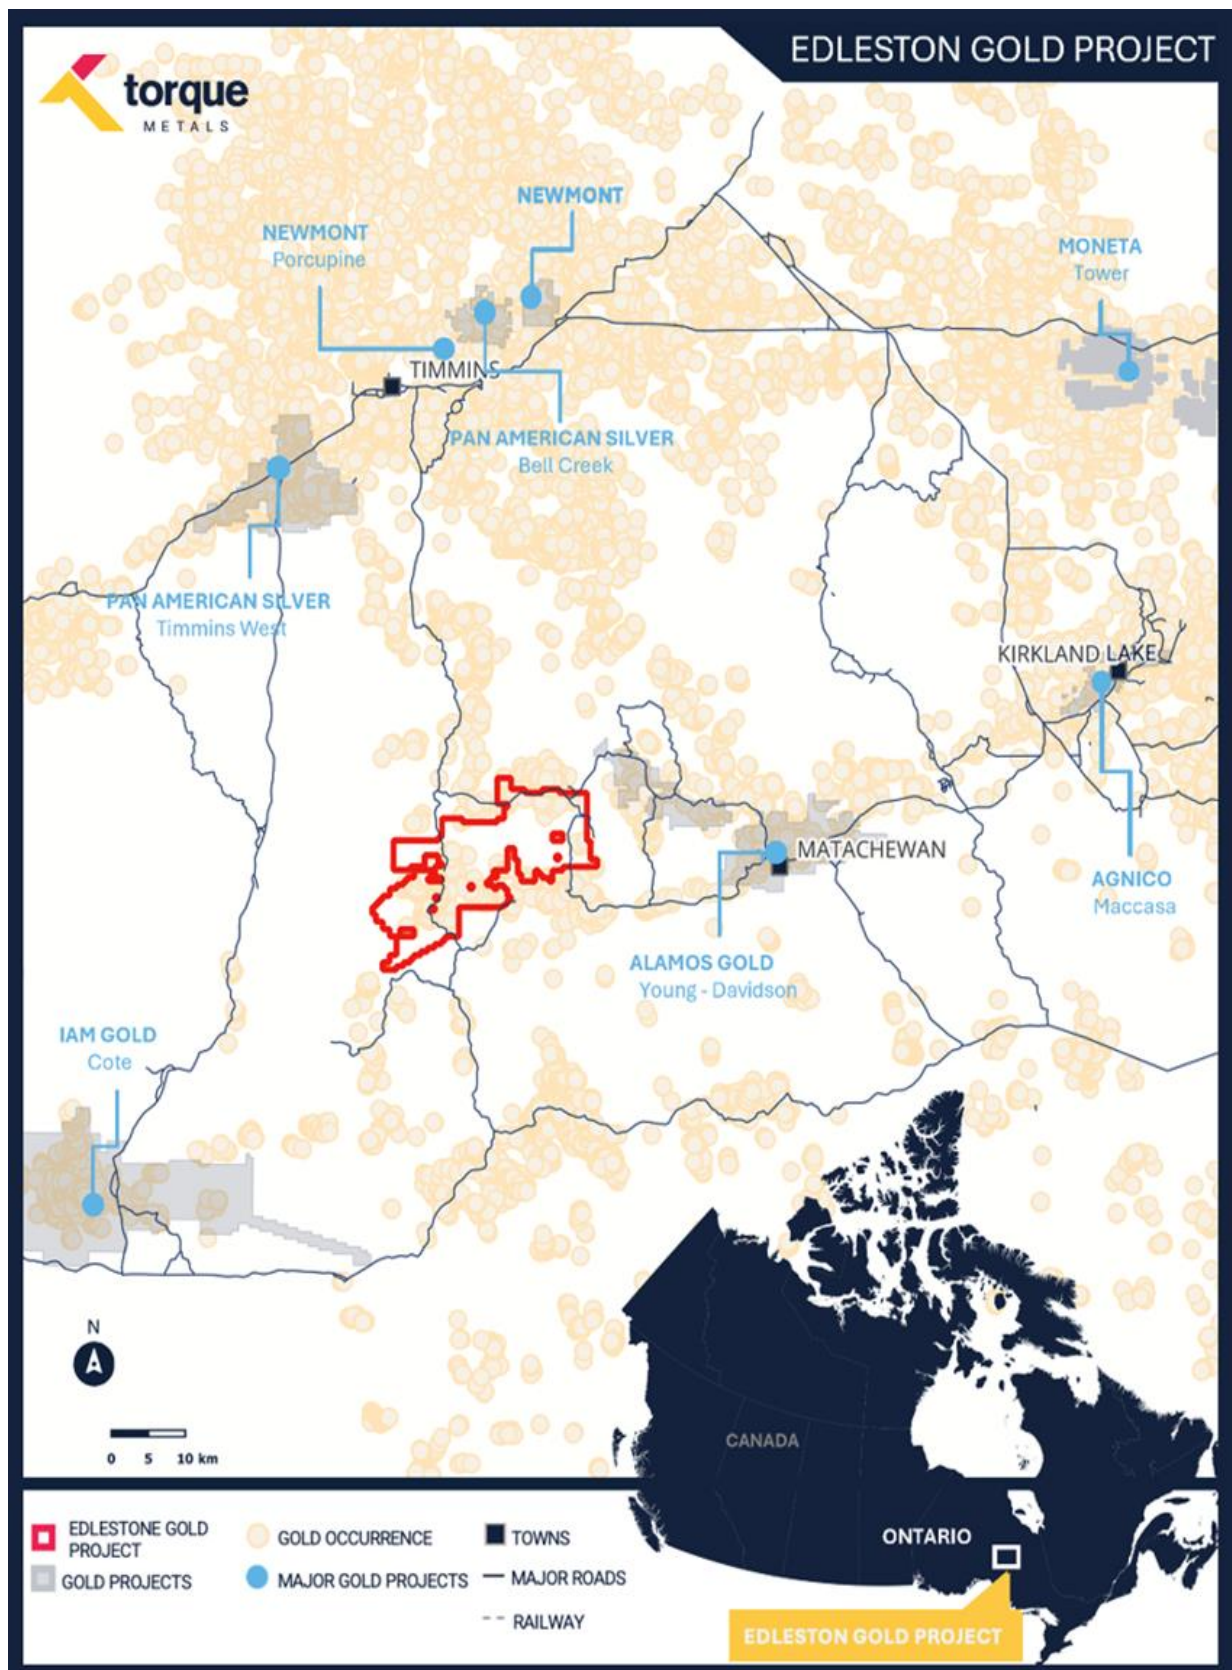 torque
METALS
EDLESTON GOLD PROJECT
NEWMONT
NEWMONT
Porcupine
MONETA
Tower
TIMMINS
PAN AMERICAN SILVER
Bell Creek
PAN AMERICAN SILVER
Timmins West
KIRKLAND LAKE
MATACHEWAN
AGNICO
Maccasa
ALAMOS GOLD
Young - Davidson
IAM GOLD
Cote
N
0 5 10 km
CANADA
ONTARIO
EDLESTON GOLD PROJECT
EDLESTONE GOLD
PROJECT
GOLD PROJECTS
GOLD OCCURRENCE
MAJOR GOLD PROJECTS
TOWNS
MAJOR ROADS
RAILWAY